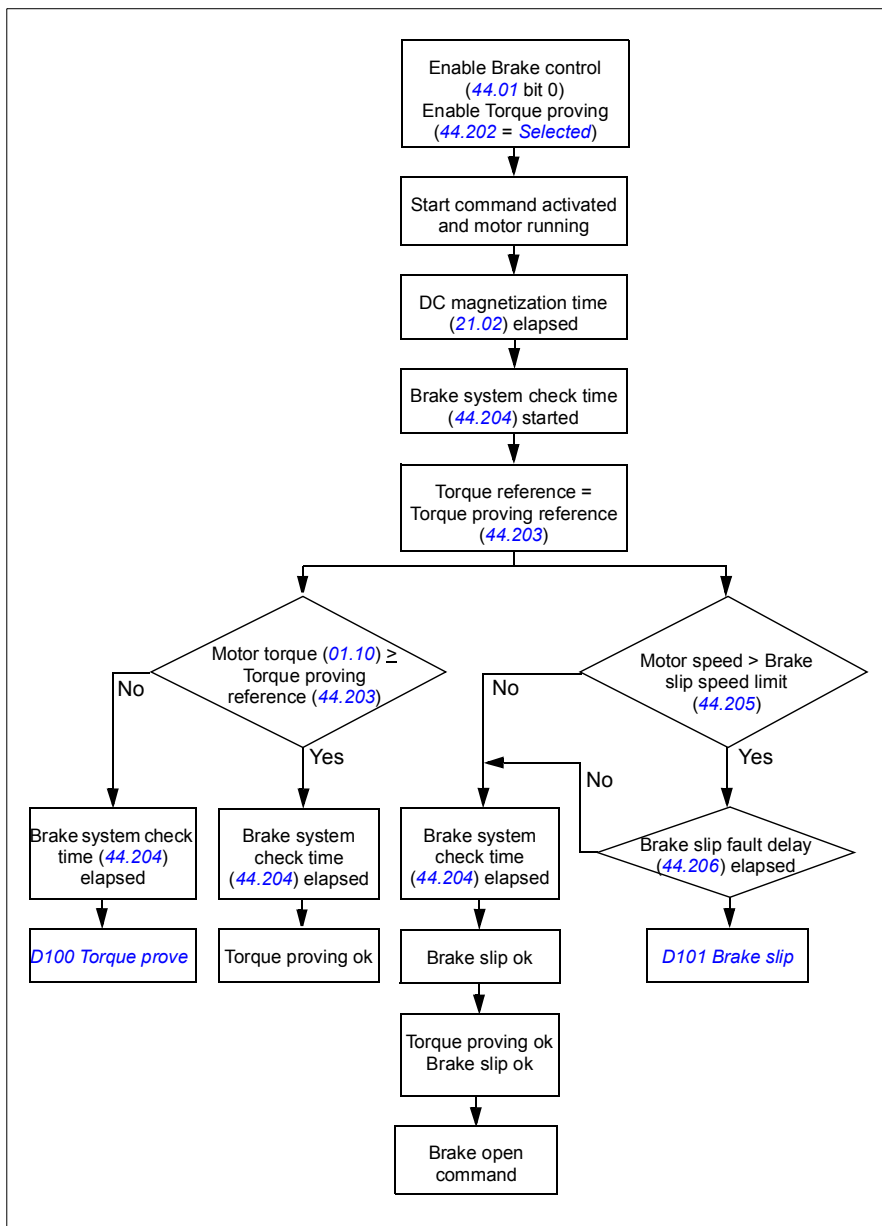 Enable Brake control
(44.01 bit 0)
Enable Torque proving
(44.202 = Selected)
Start command activated
and motor running
DC magnetization time
(21.02) elapsed
Brake system check time
(44.204) started
Torque reference =
Torque proving reference
(44.203)
Motor torque (01.10) ≥
Torque proving
reference (44.203)
No
Yes
Motor speed > Brake
slip speed limit
(44.205)
No
Yes
No
Brake system check
time (44.204)
elapsed
Brake system
check time
(44.204) elapsed
Brake system
check time
(44.204) elapsed
Brake slip fault delay
(44.206) elapsed
D100 Torque prove
Torque proving ok
Brake slip ok
D101 Brake slip
Torque proving ok
Brake slip ok
Brake open
command